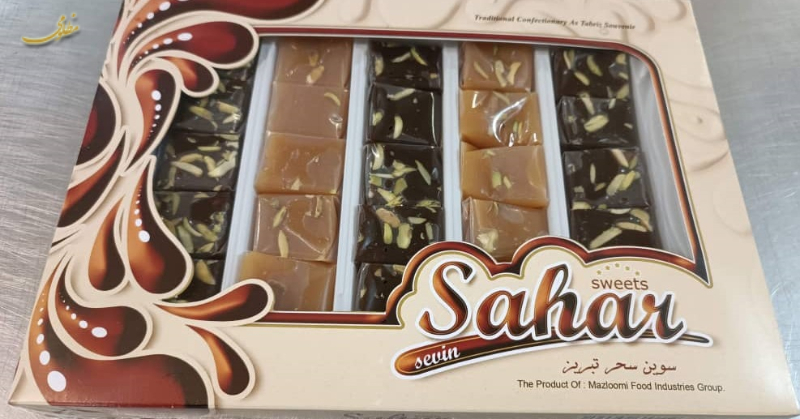 Traditional Confectionary As Tabriz Souvenir
sweets
Sahar
sevin
سوین سحر تبریز
The Product Of : Mazloomi Food Industries Group.